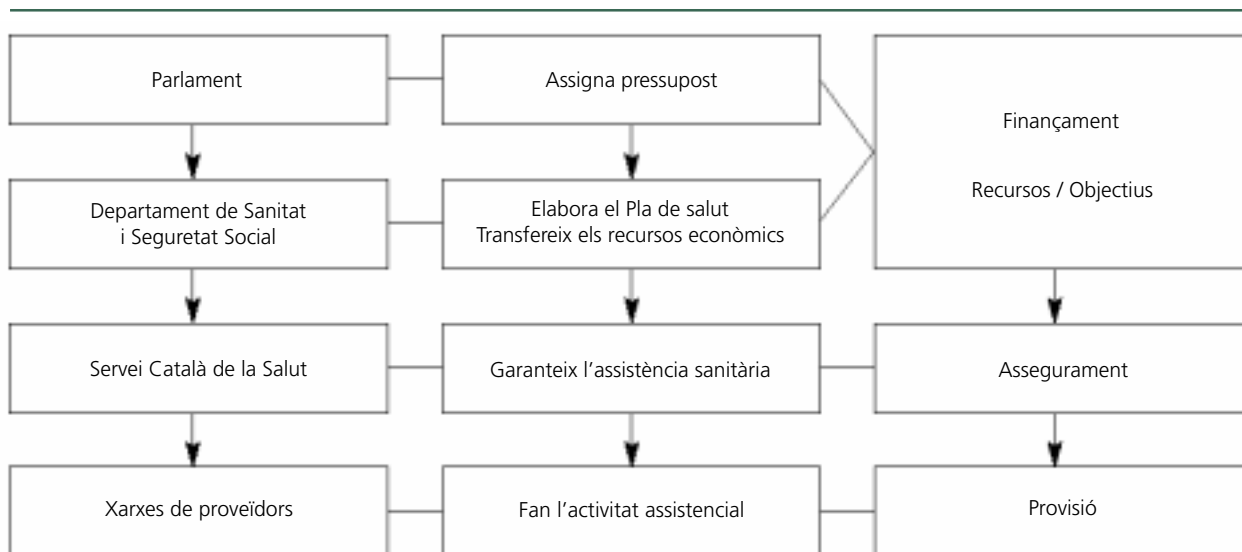 Parlament
Assigna pressupost
Finançament
Recursos / Objectius
Departament de Sanitat
i Seguretat Social
Elabora el Pla de salut
Transfereix els recursos econòmics
Servei Català de la Salut
Garanteix l'assistència sanitària
Assegurament
Xarxes de proveïdors
Fan l'activitat assistencial
Provisió